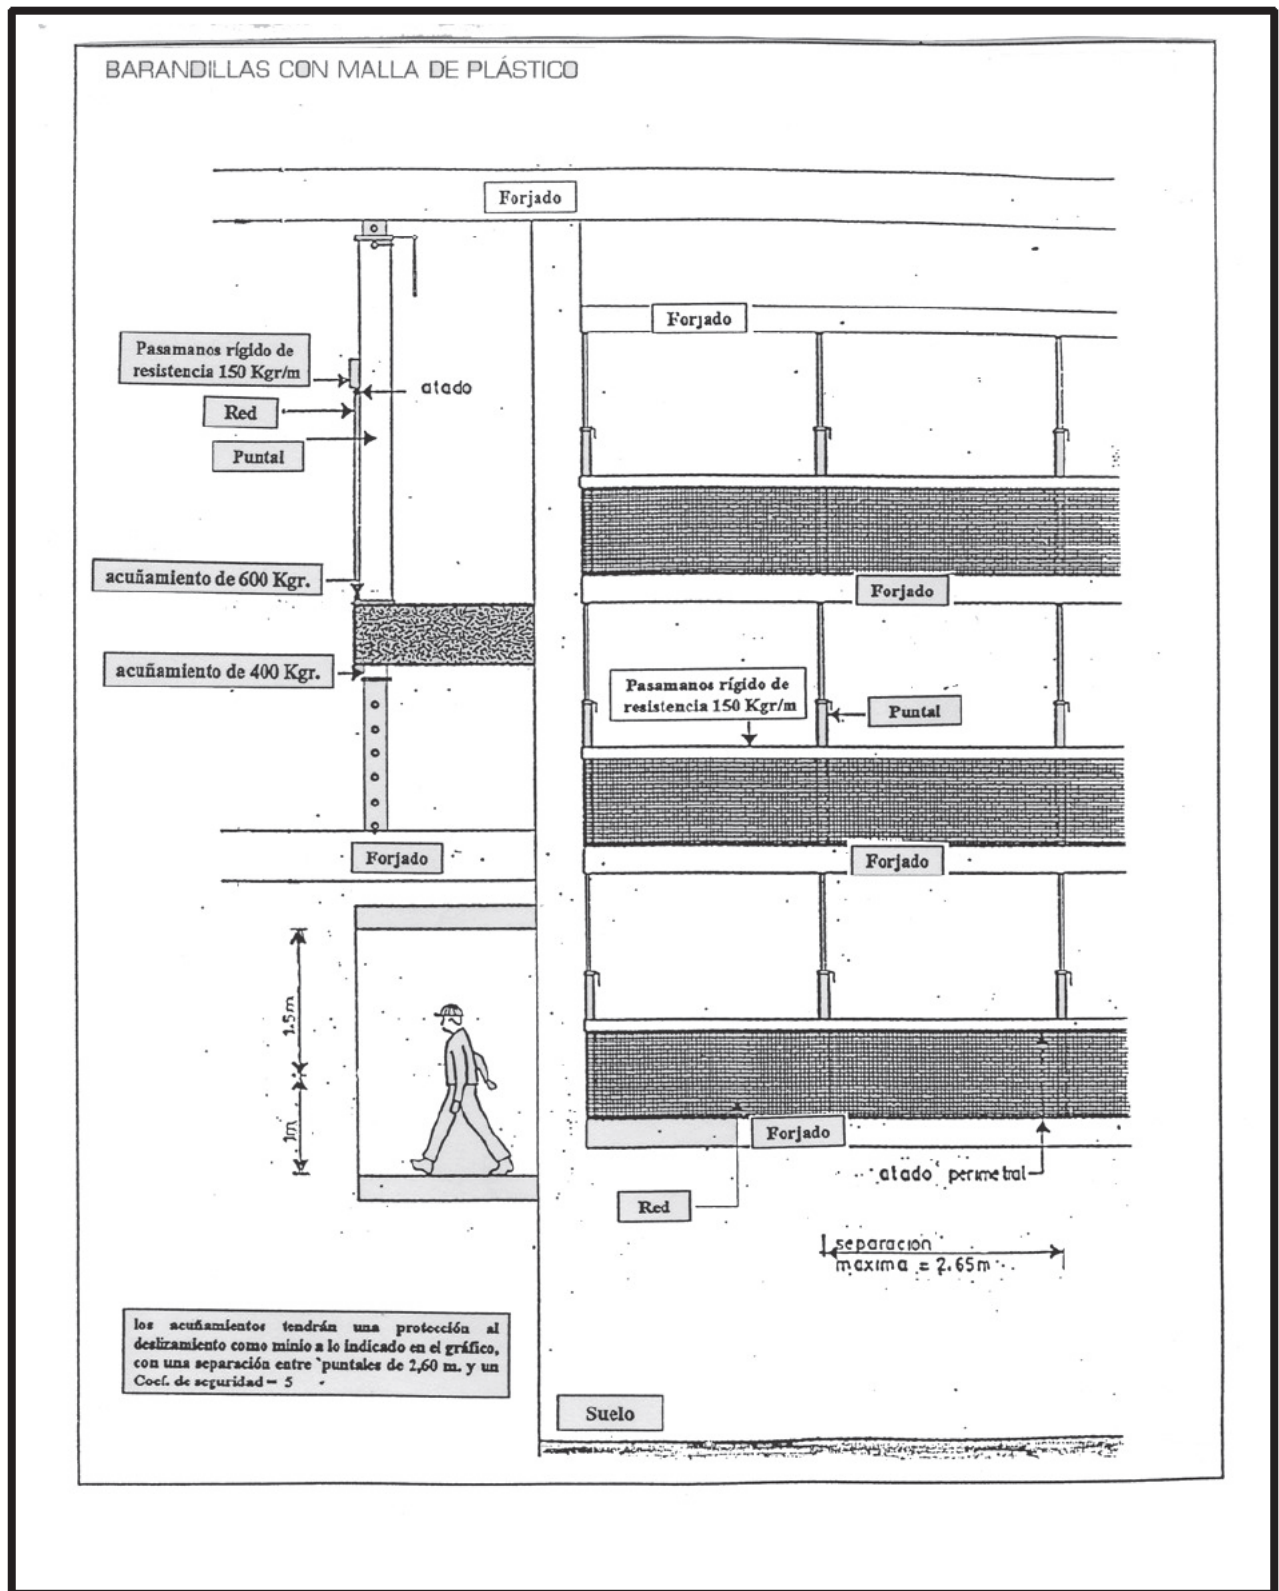 BARANDILLAS CON MALLA DE PLÁSTICO
Forjado
Forjado
Pasamanos rígido de
resistencia 150 Kgr/m
atado
Red
Puntal
acuñamiento de 600 Kgr.
Forjado
acuñamiento de 400 Kgr.
Pasamanos rígido de
resistencia 150 Kgr/m
Puntal
Forjado
Forjado
1.5m
1m
Forjado
atado perimetral
Red
separacion
maxima = 2.65m
los acuñamientos tendrán una protección al
deslizamiento como minio a lo indicado en el gráfico,
con una separación entre puntales de 2,60 m. y un
Coef. de seguridad = 5
Suelo